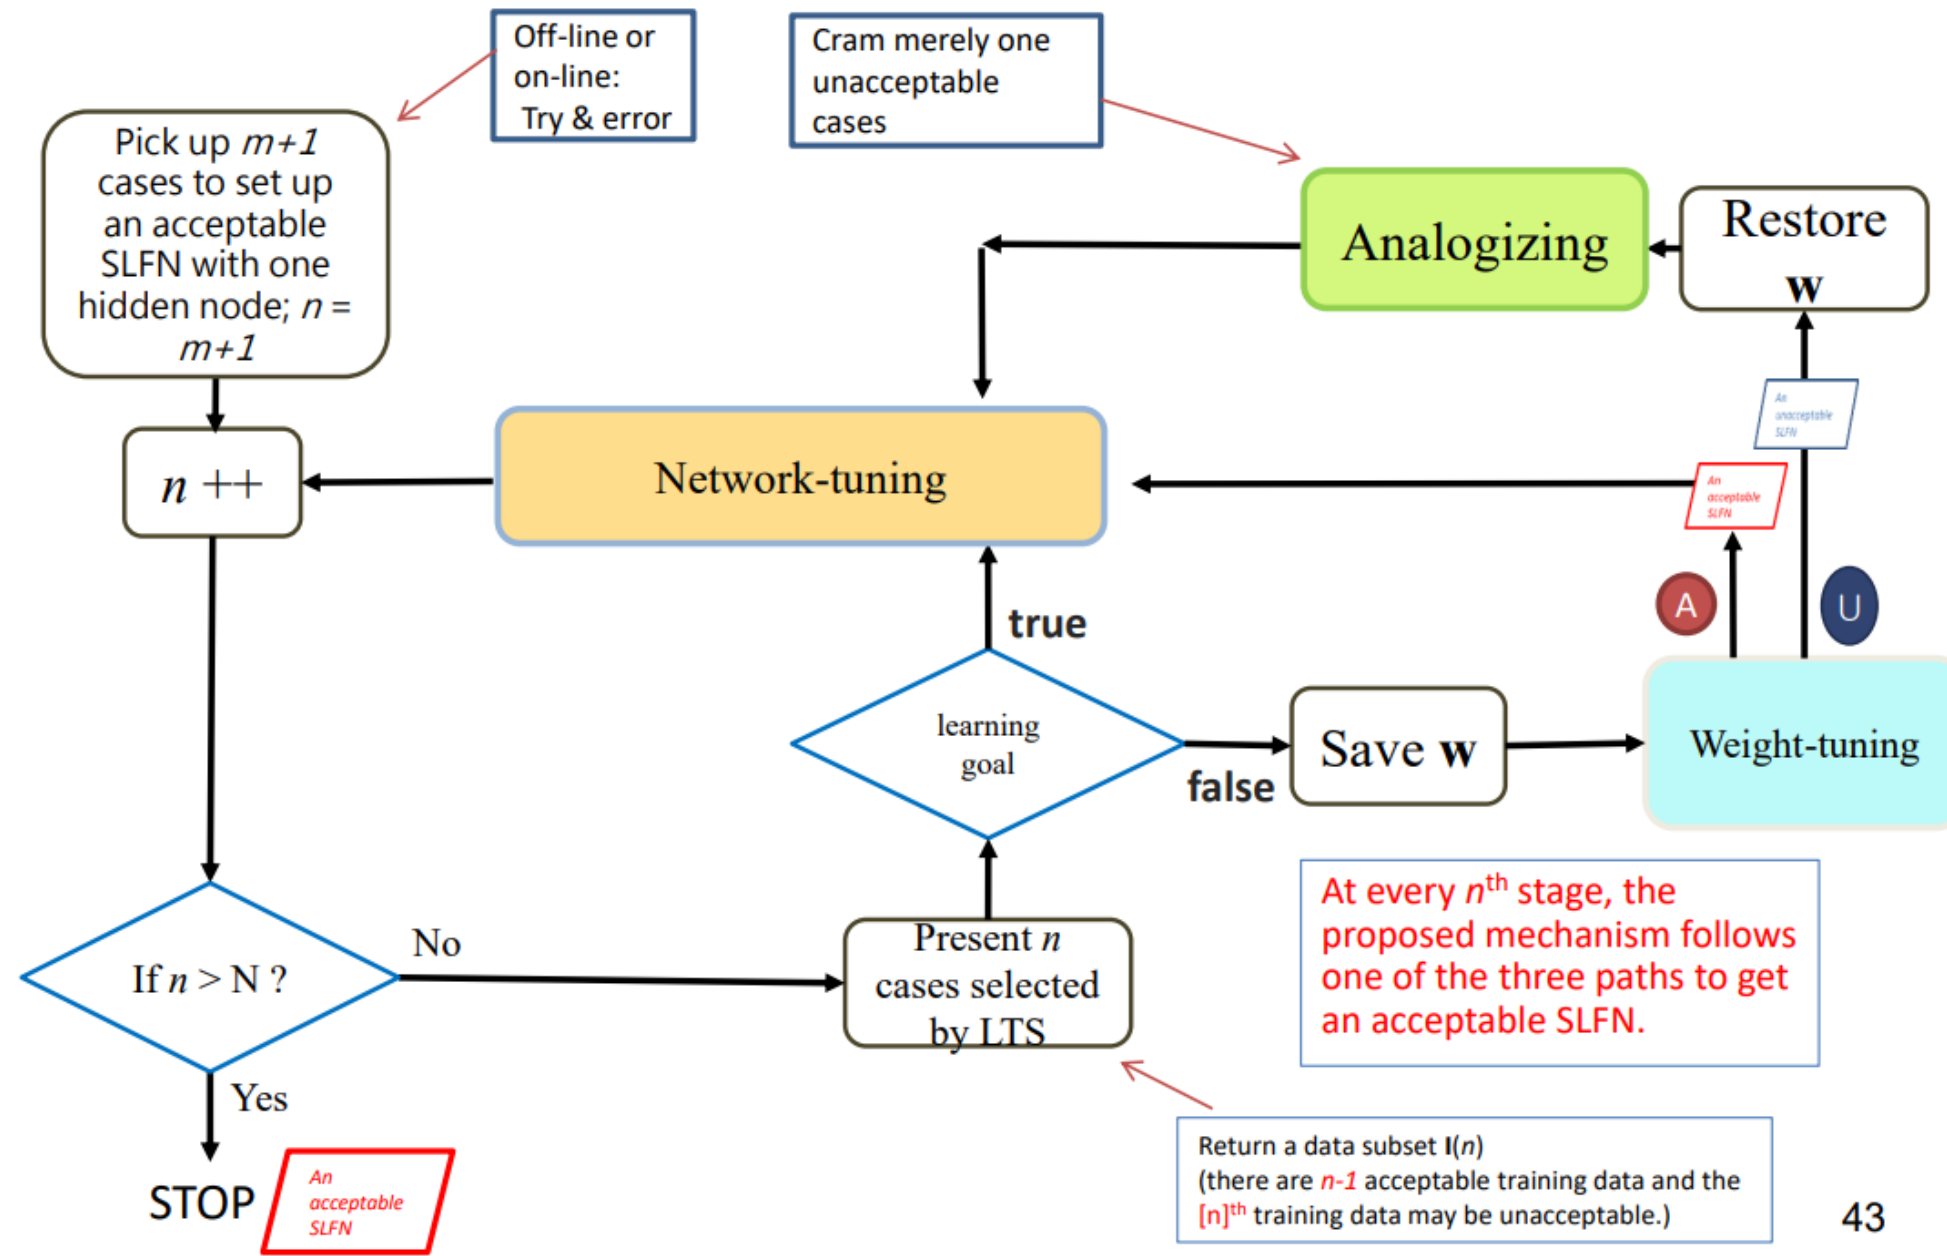 Off-line or
on-line:
Try & error
Cram merely one
unacceptable
cases
Pick up m+1
cases to set up
an acceptable
SLFN with one
hidden node; n =
m+1
Analogizing
Restore
w
An
unacceptable
SLFN
n ++
Network-tuning
An
acceptable
SLFN
A
U
true
learning
goal
false
Save w
Weight-tuning
At every nth stage, the
proposed mechanism follows
one of the three paths to get
an acceptable SLFN.
If n > N ?
No
Present n
cases selected
by LTS
Yes
STOP
An
acceptable
SLFN
Return a data subset I(n)
(there are n-1 acceptable training data and the
[n]th training data may be unacceptable.)
43